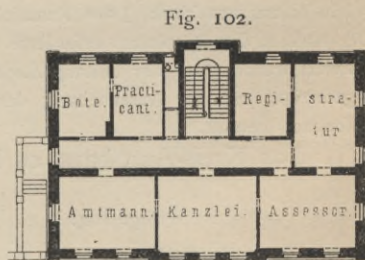 Fig. 102.
Bote.
Practi-
cant.
Regi-
stra-
tur
Amtmann.
Kanzlei.
Assessor.